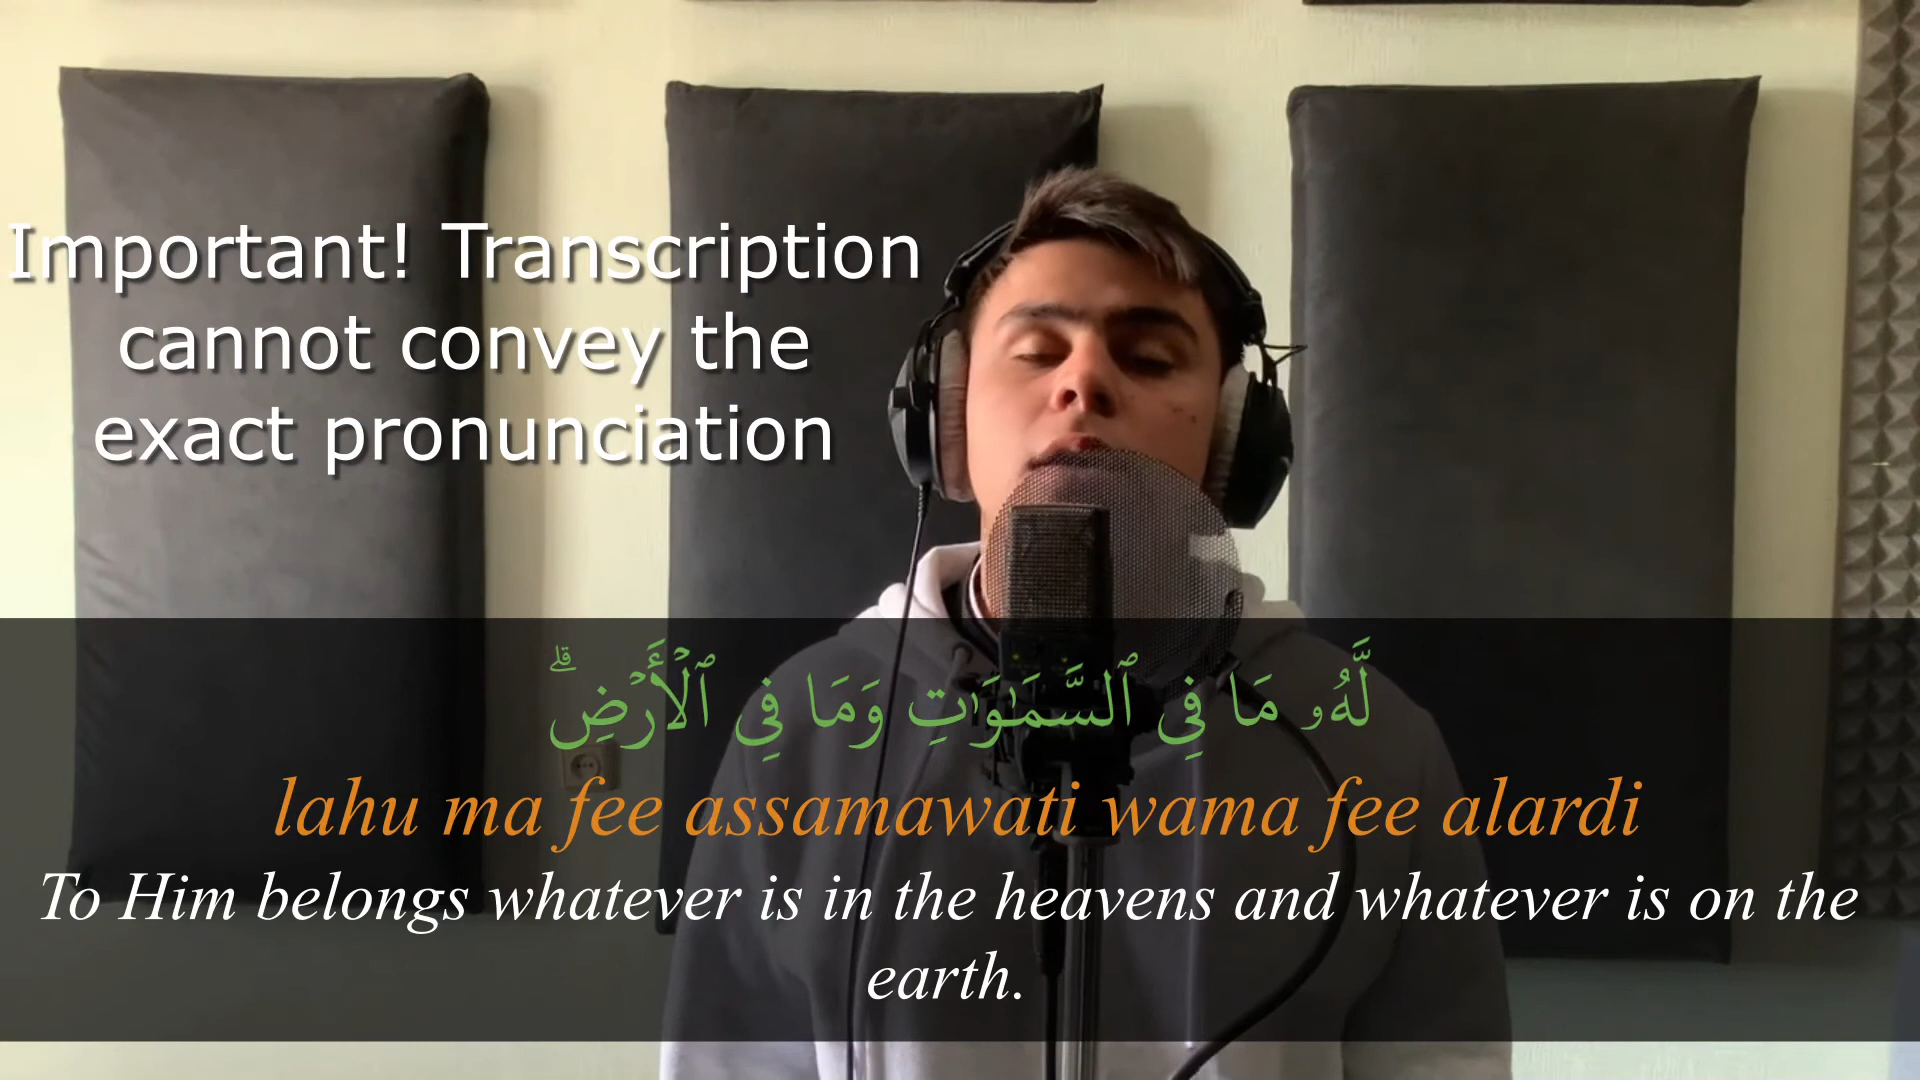 Important! Transcription
cannot convey the
exact pronunciation
لَّهُۥ مَا فِي ٱلسَّمَٰوَٰتِ وَمَا فِي ٱلْأَرْضِۗ
lahu ma fee assamawati wama fee alardi
To Him belongs whatever is in the heavens and whatever is on the
earth.